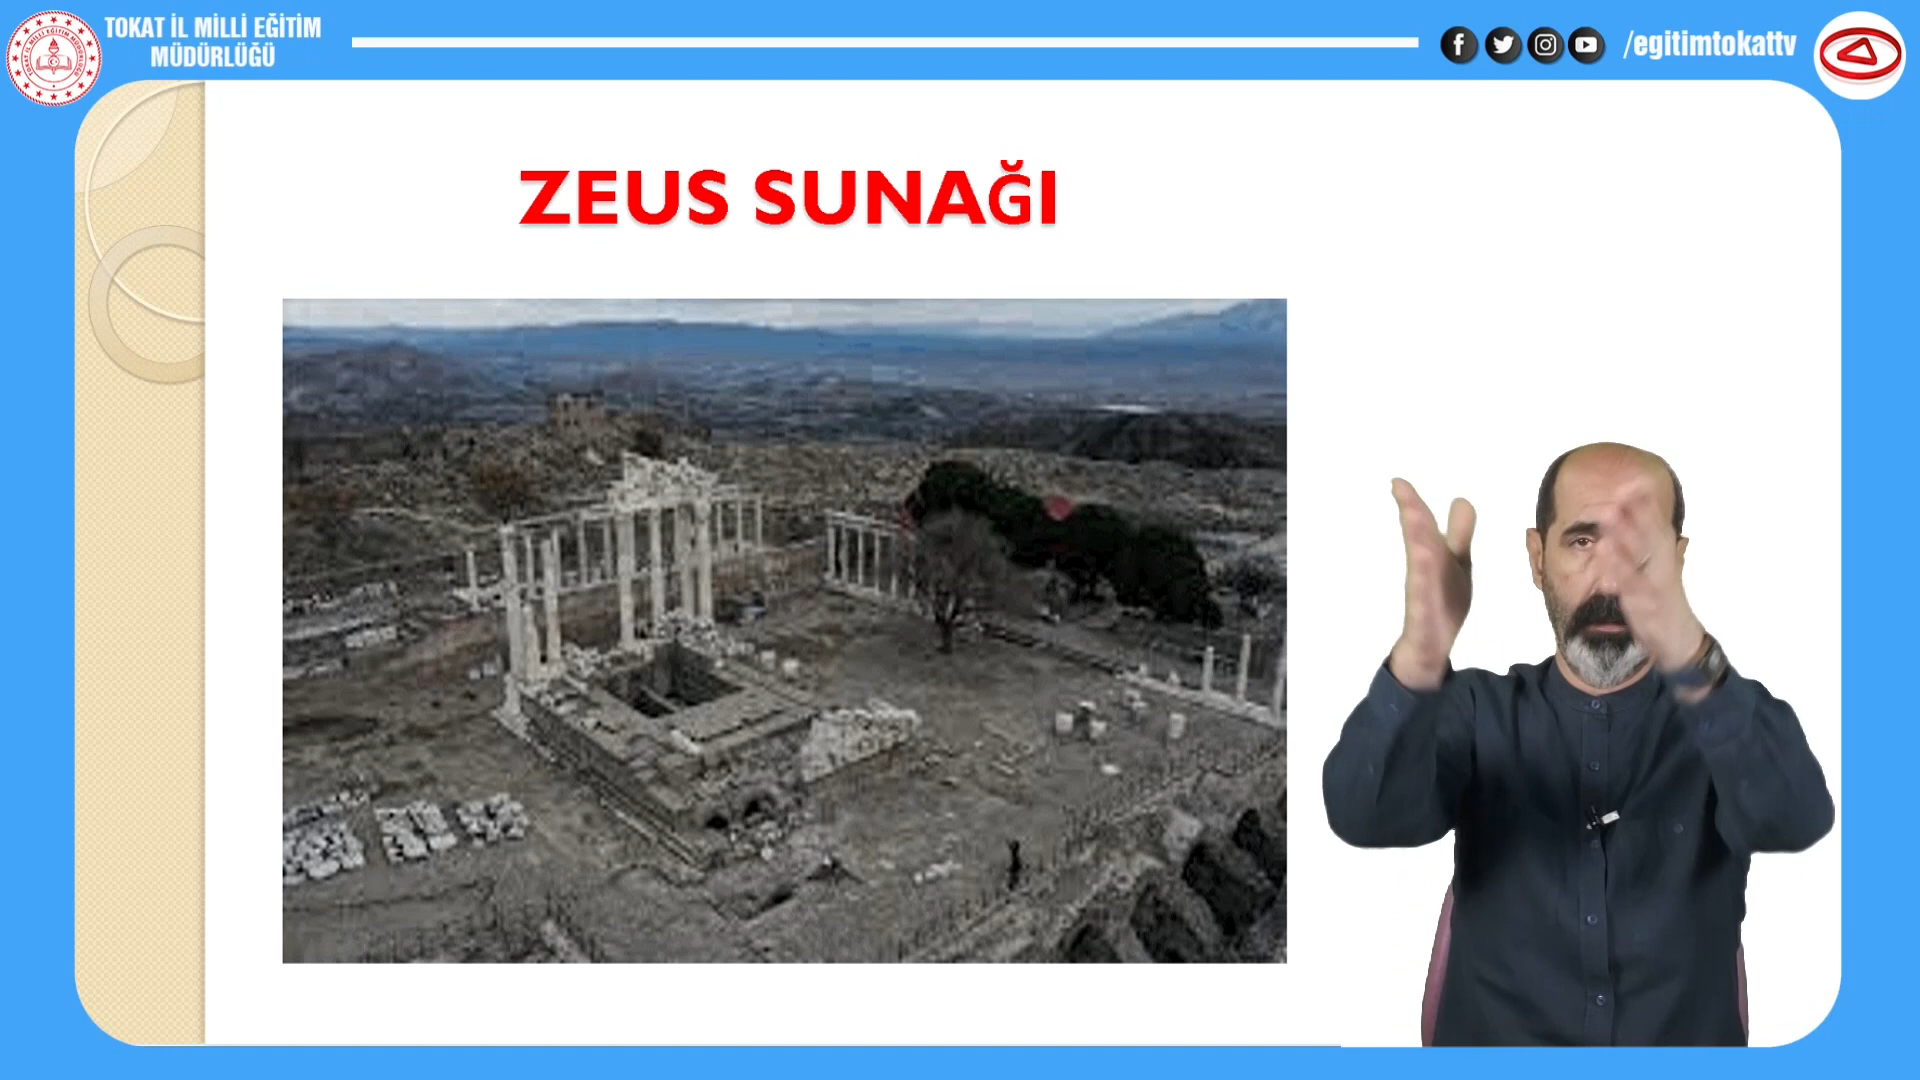 TOKAT İL MİLLİ EĞİTİM
MÜDÜRLÜĞÜ
/egitimtokattv
ZEUS SUNAĞI